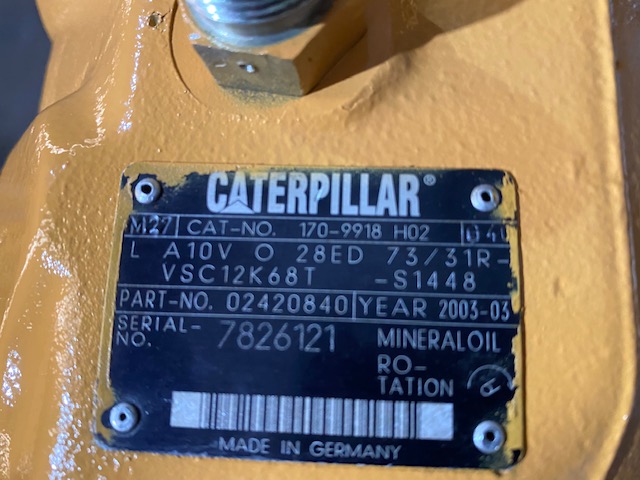 CATERPILLAR®
M27 CAT-NO. 170-9918 H02
L A10V O 28ED 73/31R-
VSC12K68T -S1448
PART-NO. 02420840 YEAR 2003-03
SERIAL-NO. 7826121 MINERALOIL
RO-
TATION
MADE IN GERMANY